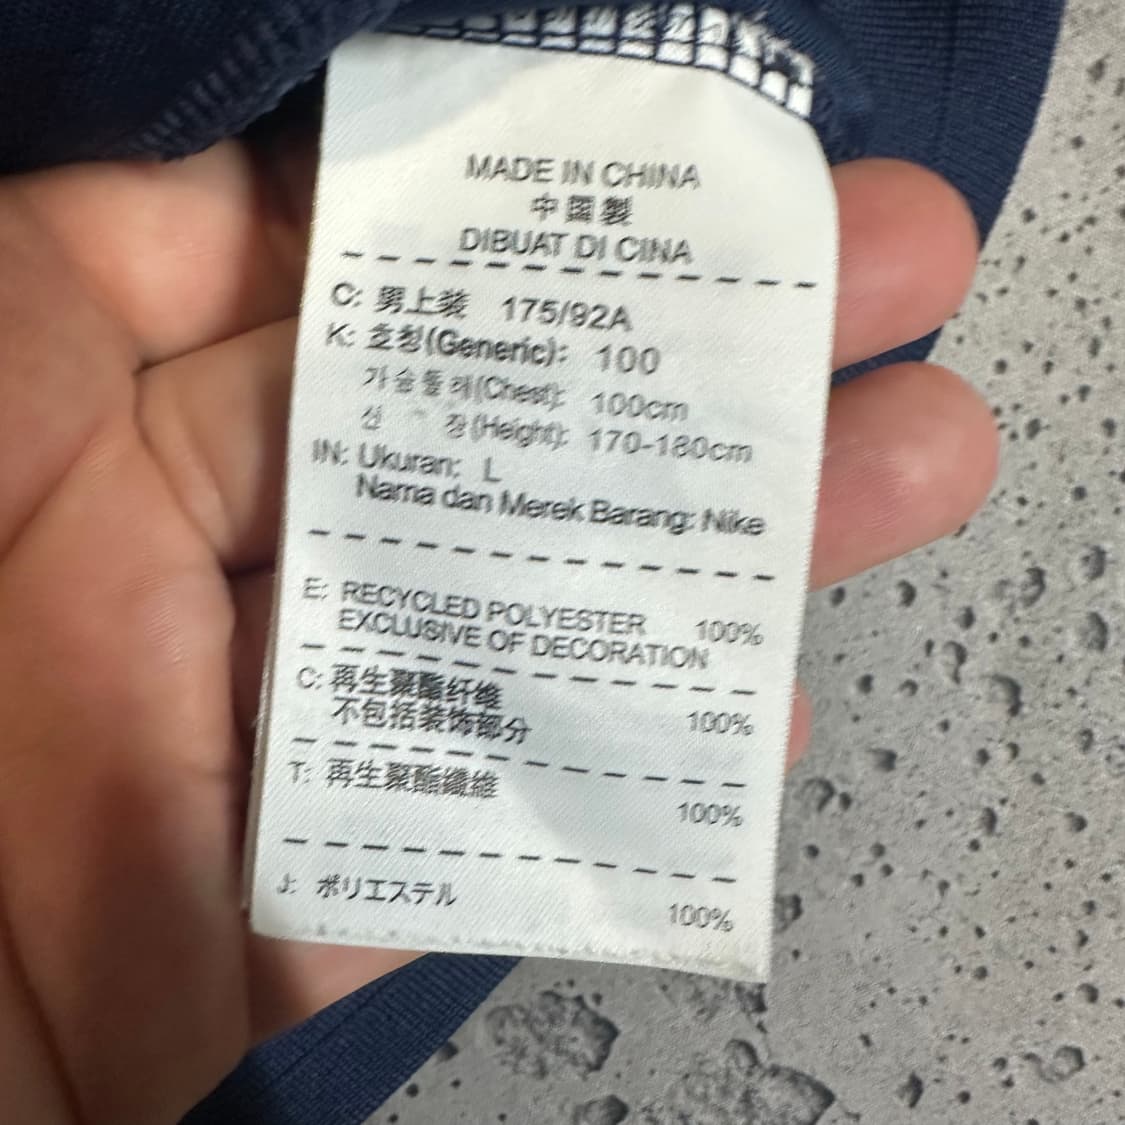 MADE IN CHINA
中国製
DIBUAT DI CINA
C: 男上装 175/92A
K: 호칭(Generic): 100
가슴둘레(Chest): 100cm
신 장(Height): 170-180cm
IN: Ukuran: L
Nama dan Merek Barang: Nike
E: RECYCLED POLYESTER 100%
EXCLUSIVE OF DECORATION
C: 再生聚酯纤维 100%
不包括装饰部分
T: 再生聚酯纖維 100%
J: ポリエステル 100%